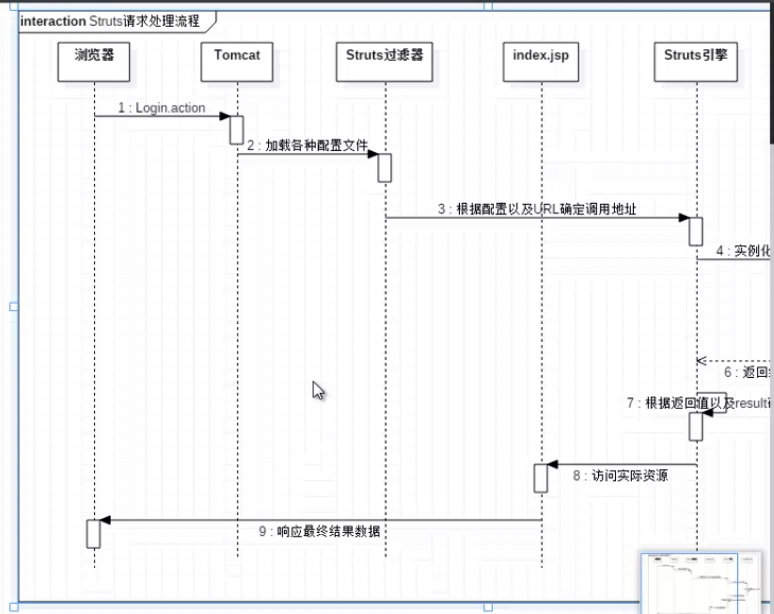 interaction Struts请求处理流程
浏览器
Tomcat
Struts过滤器
index.jsp
Struts引擎
1 : Login.action
2 : 加载各种配置文件
3 : 根据配置以及URL确定调用地址
4 : 实例化
6 : 返回
7 : 根据返回值以及result
8 : 访问实际资源
9 : 响应最终结果数据